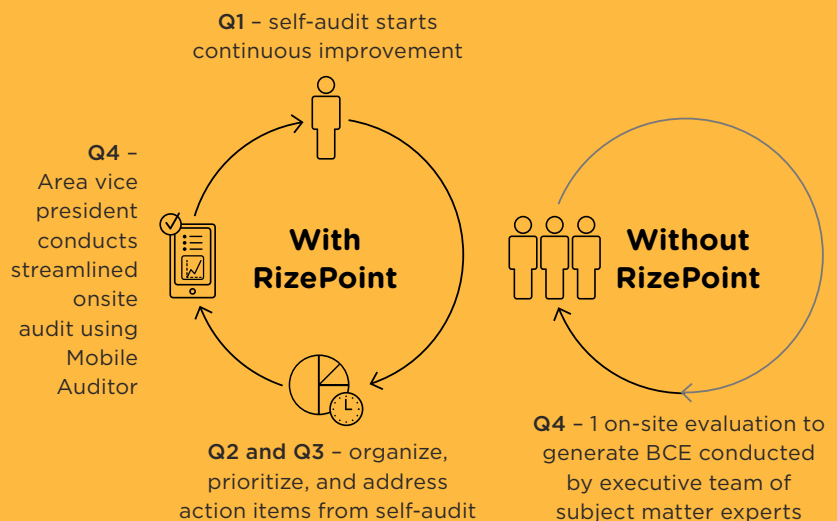 Q1 – self-audit starts
continuous improvement
Q4 –
Area vice
president
conducts
streamlined
onsite
audit using
Mobile
Auditor
With
RizePoint
Q2 and Q3 – organize,
prioritize, and address
action items from self-audit
Without
RizePoint
Q4 – 1 on-site evaluation to
generate BCE conducted
by executive team of
subject matter experts